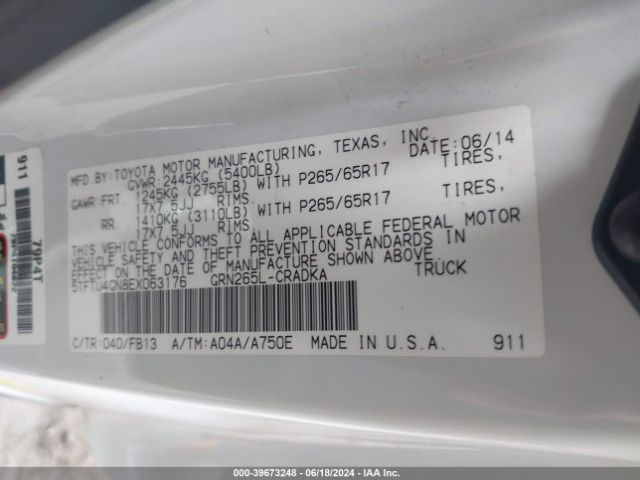 MFD BY TOYOTA MOTOR MANUFACTURING, TEXAS, INC.
GVWR: 2445KG (5400LB) DATE: 06/14
GAWR: FRT. 1245KG (2755LB) WITH P265/65R17 TIRES,
17X7.5JJ RIMS
RR 1410KG (3110LB) WITH P265/65R17 TIRES,
17X7.5JJ RIMS
THIS VEHICLE CONFORMS TO ALL APPLICABLE FEDERAL MOTOR
VEHICLE SAFETY AND THEFT PREVENTION STANDARDS IN
EFFECT ON THE DATE OF MANUFACTURE SHOWN ABOVE.
5TFTU4GN8EX063176 GRN265L-CRADKA TRUCK
C/TR: 040/FB13 A/TM: A04A/A750E MADE IN U.S.A. 911
911
79P4T
000-39673248 - 06/18/2024 - IAA Inc.